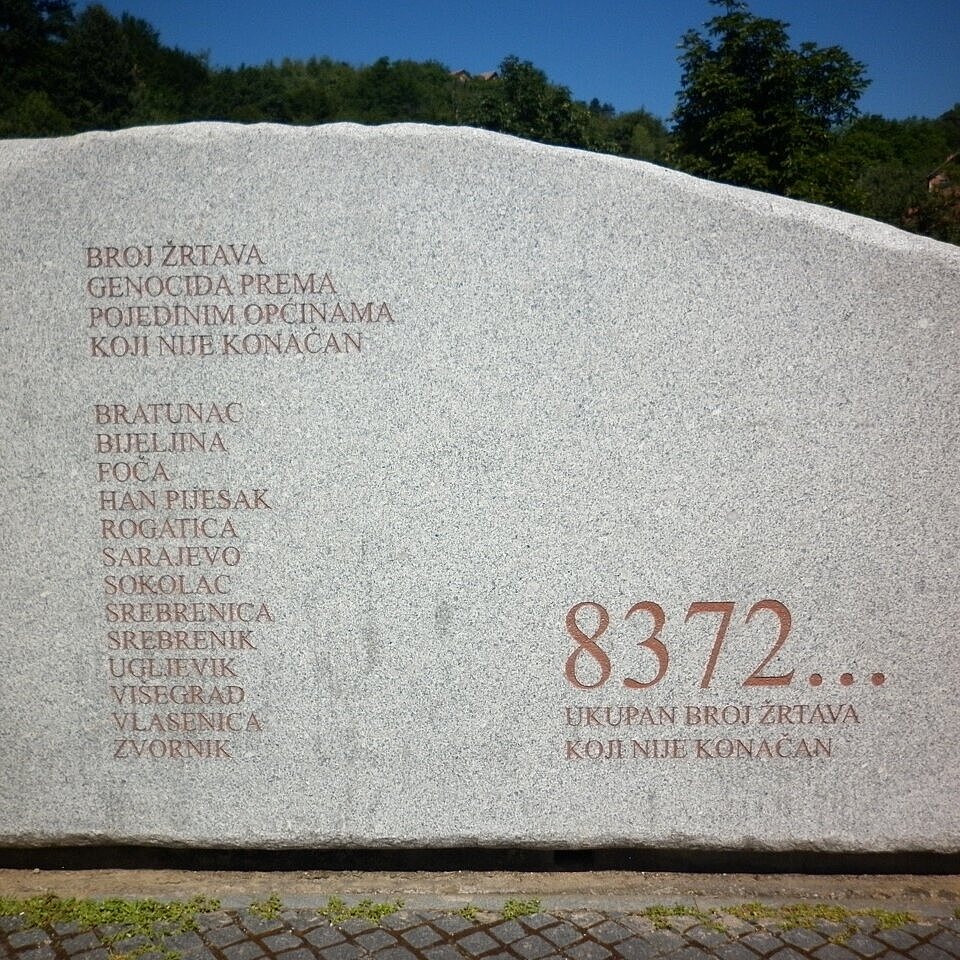 BROJ ŽRTAVA
GENOCIDA PREMA
POJEDINIM OPĆINAMA
KOJI NIJE KONAČAN
BRATUNAC
BIJELJINA
FOČA
HAN PIJESAK
ROGATICA
SARAJEVO
SOKOLAC
SREBRENICA
SREBRENIK
UGLJEVIK
VISEGRAD
VLASENICA
ZVORNIK
8372...
UKUPAN BROJ ŽRTAVA
KOJI NIJE KONAČAN